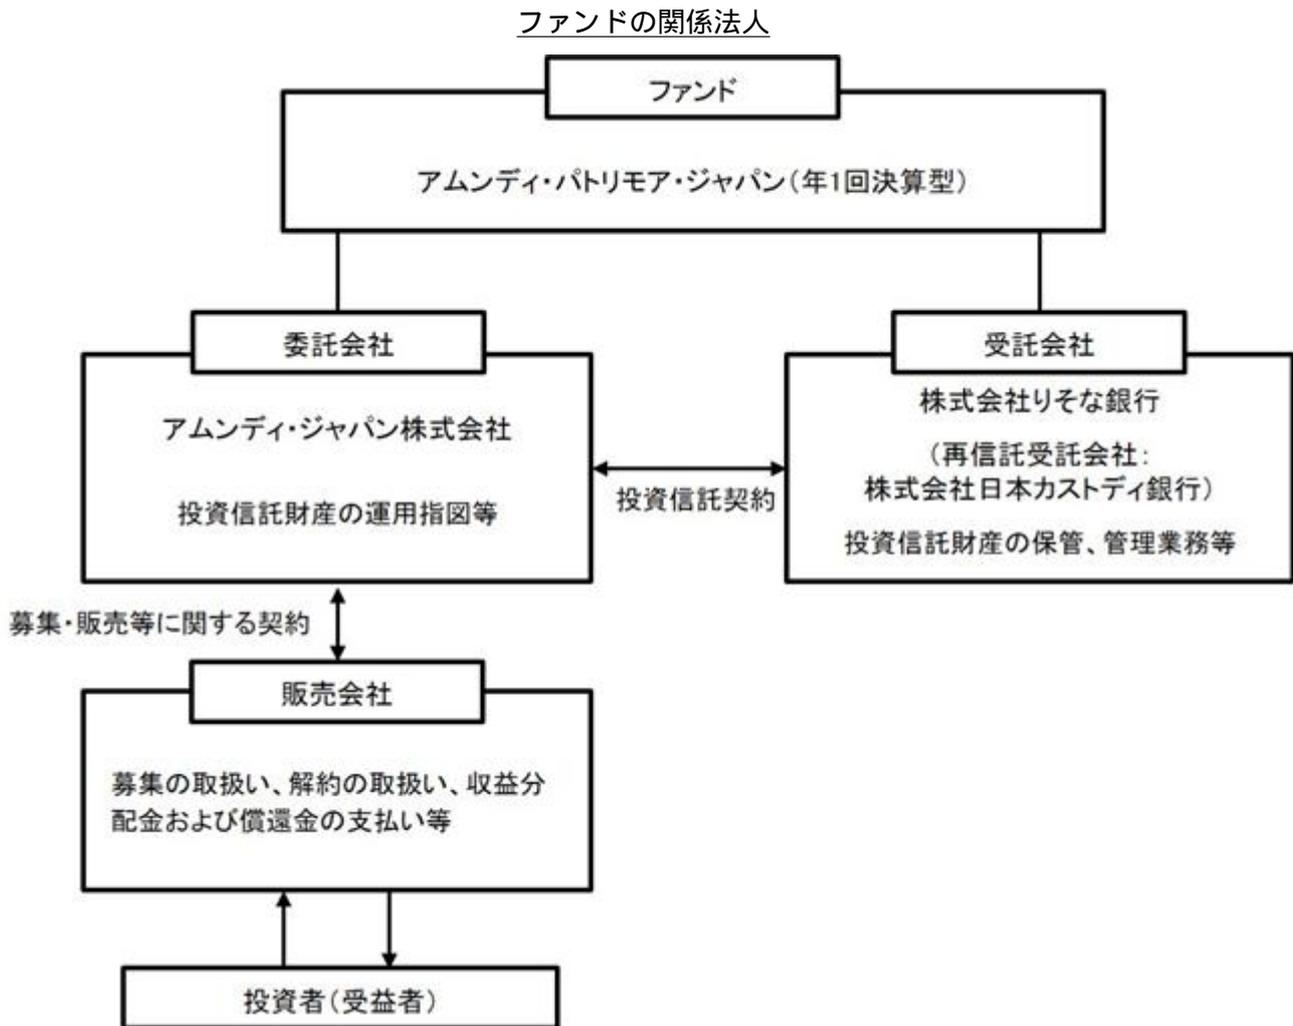 ファンドの関係法人
ファンド
アムンディ・パトリモア・ジャパン（年1回決算型）
委託会社
アムンディ・ジャパン株式会社
投資信託財産の運用指図等
投資信託契約
受託会社
株式会社りそな銀行
（再信託受託会社：
株式会社日本カストディ銀行）
投資信託財産の保管、管理業務等
募集・販売等に関する契約
販売会社
募集の取扱い、解約の取扱い、収益分
配金および償還金の支払い等
投資者（受益者）